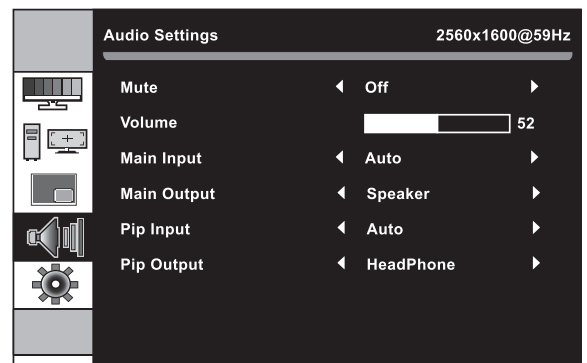 Audio Settings 2560x1600@59Hz
Mute Off
Volume 52
Main Input Auto
Main Output Speaker
Pip Input Auto
Pip Output HeadPhone